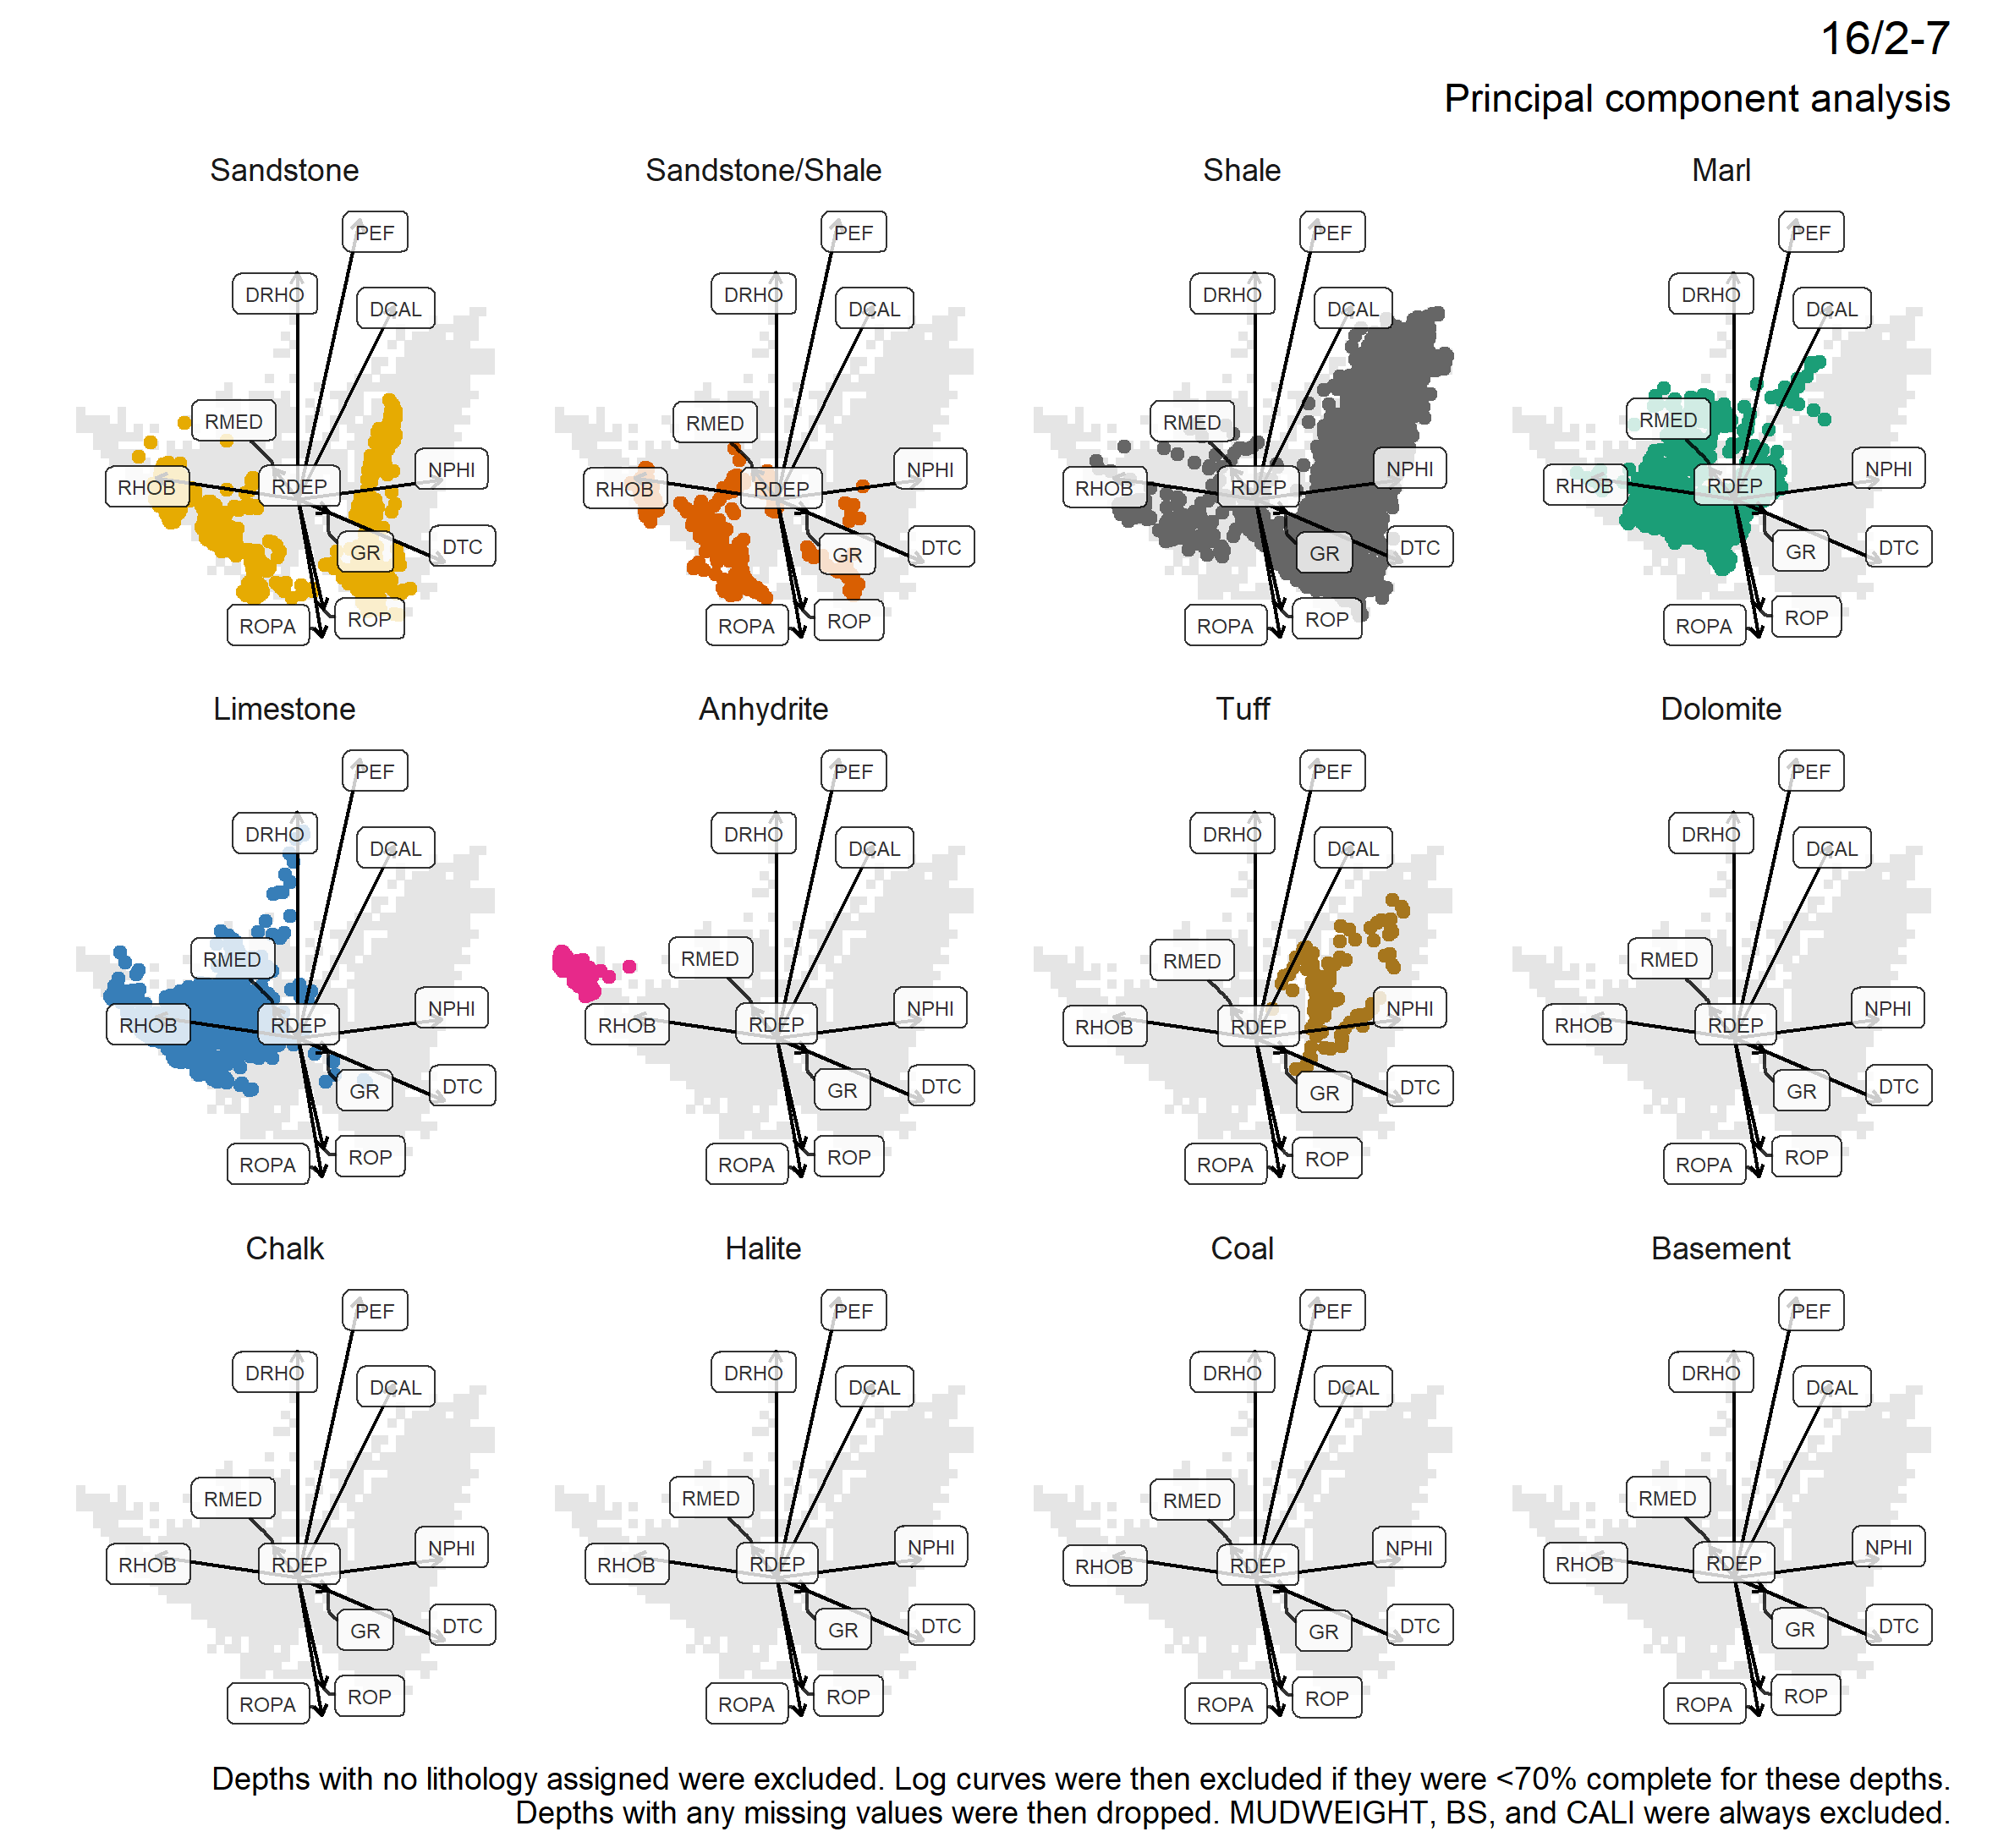 16/2-7
Principal component analysis
Sandstone
PEF
DRHO
DCAL
RMED
NPHI
RHOB
RDEP
GR
DTC
ROPA
ROP
Sandstone/Shale
PEF
DRHO
DCAL
RMED
NPHI
RHOB
RDEP
GR
DTC
ROPA
ROP
Shale
PEF
DRHO
DCAL
RMED
NPHI
RHOB
RDEP
GR
DTC
ROPA
ROP
Marl
PEF
DRHO
DCAL
RMED
NPHI
RHOB
RDEP
GR
DTC
ROPA
ROP
Limestone
PEF
DRHO
DCAL
RMED
NPHI
RHOB
RDEP
GR
DTC
ROPA
ROP
Anhydrite
PEF
DRHO
DCAL
RMED
NPHI
RHOB
RDEP
GR
DTC
ROPA
ROP
Tuff
PEF
DRHO
DCAL
RMED
NPHI
RHOB
RDEP
GR
DTC
ROPA
ROP
Dolomite
PEF
DRHO
DCAL
RMED
NPHI
RHOB
RDEP
GR
DTC
ROPA
ROP
Chalk
PEF
DRHO
DCAL
RMED
NPHI
RHOB
RDEP
GR
DTC
ROPA
ROP
Halite
PEF
DRHO
DCAL
RMED
NPHI
RHOB
RDEP
GR
DTC
ROPA
ROP
Coal
PEF
DRHO
DCAL
RMED
NPHI
RHOB
RDEP
GR
DTC
ROPA
ROP
Basement
PEF
DRHO
DCAL
RMED
NPHI
RHOB
RDEP
GR
DTC
ROPA
ROP
Depths with no lithology assigned were excluded. Log curves were then excluded if they were <70% complete for these depths.
Depths with any missing values were then dropped. MUDWEIGHT, BS, and CALI were always excluded.